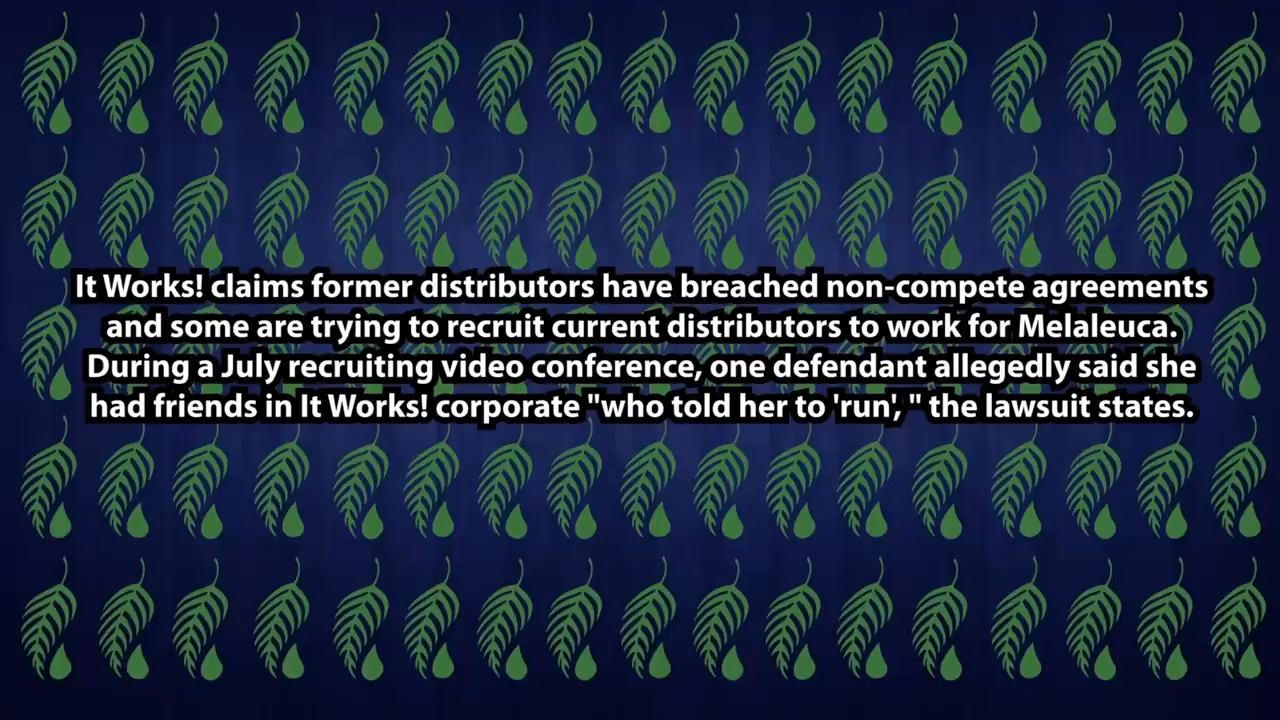 It Works! claims former distributors have breached non-compete agreements
and some are trying to recruit current distributors to work for Melaleuca.
During a July recruiting video conference, one defendant allegedly said she
had friends in It Works! corporate "who told her to 'run', " the lawsuit states.